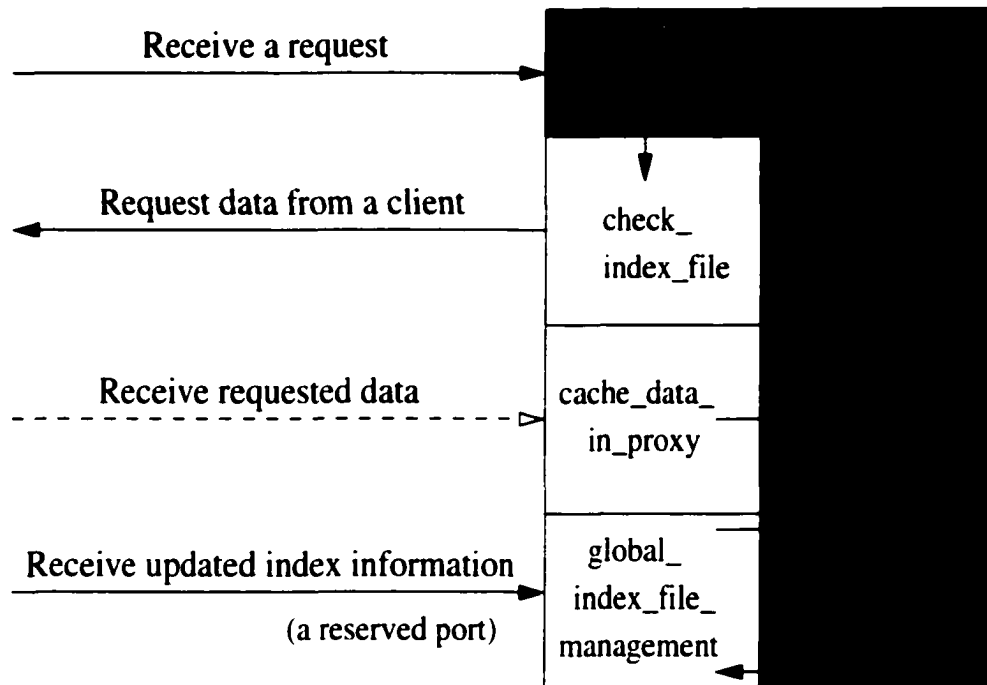 Receive a request
Request data from a client
check_
index_file
Receive requested data
cache_data_
in_proxy
Receive updated index information
(a reserved port)
global_
index_file_
management